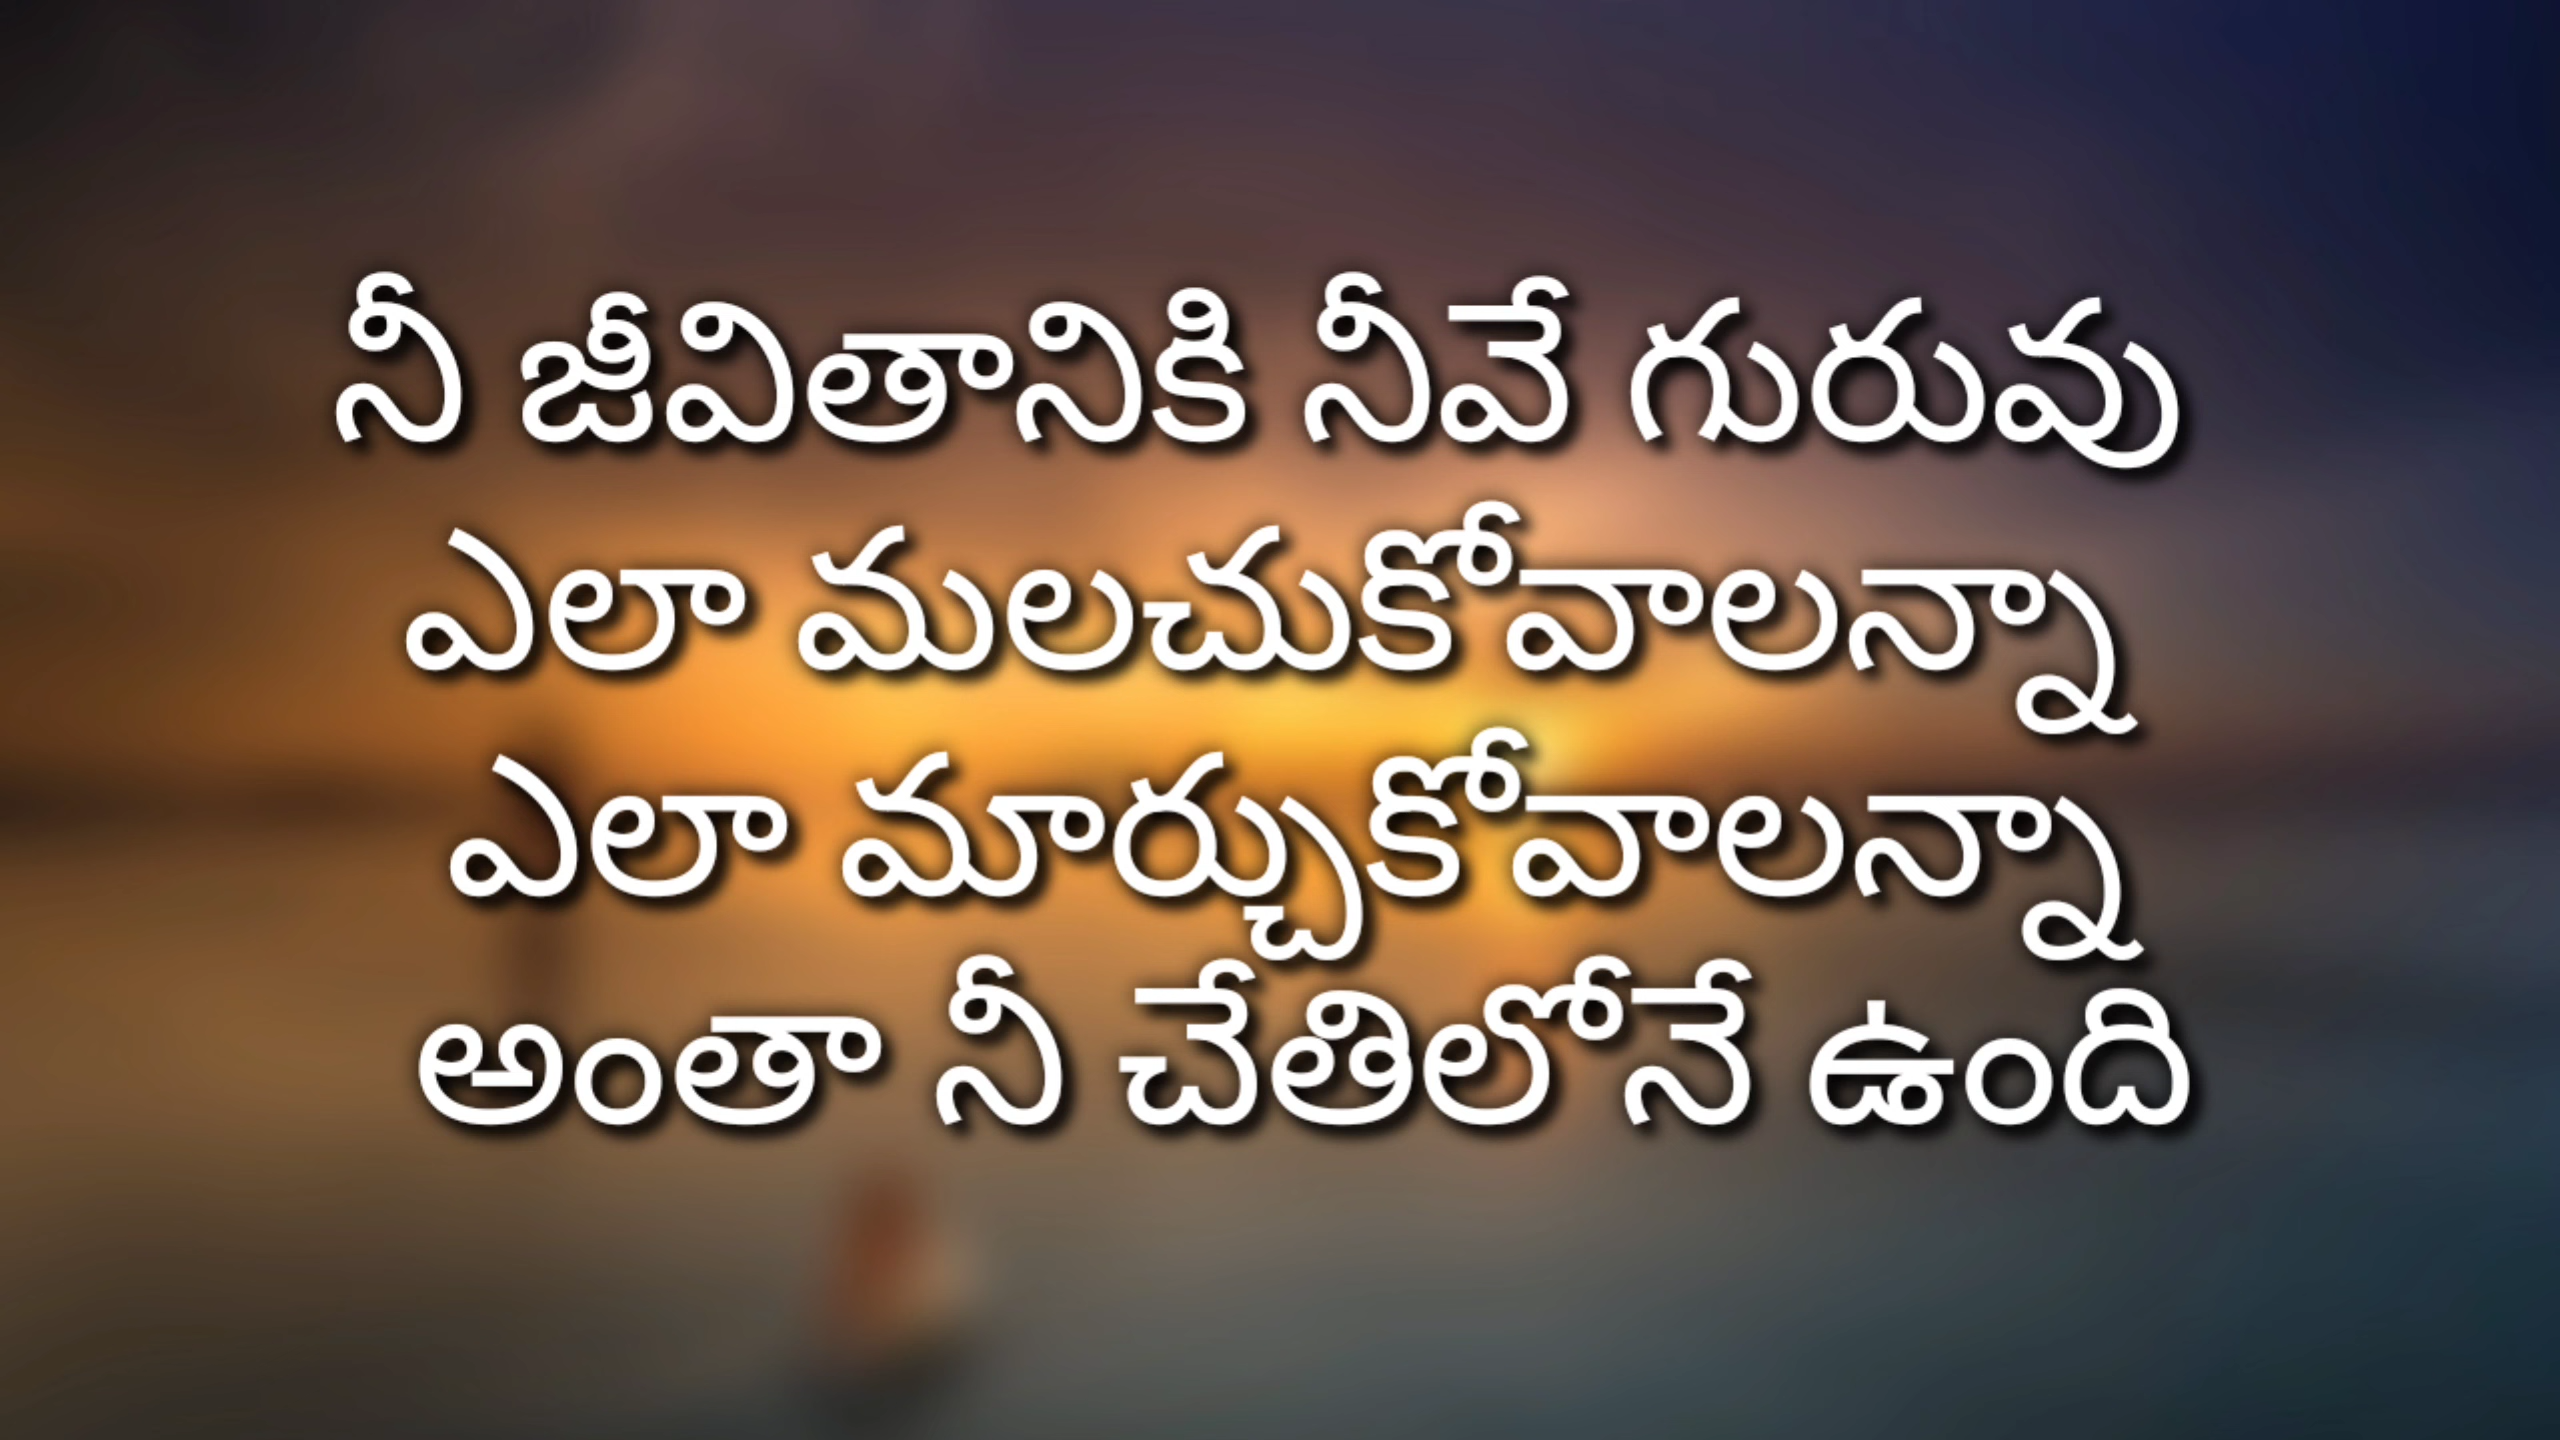 నీ జీవితానికి నీవే గురువు
ఎలా మలచుకోవాలన్నా
ఎలా మార్చుకోవాలన్నా
అంతా నీ చేతిలోనే ఉంది